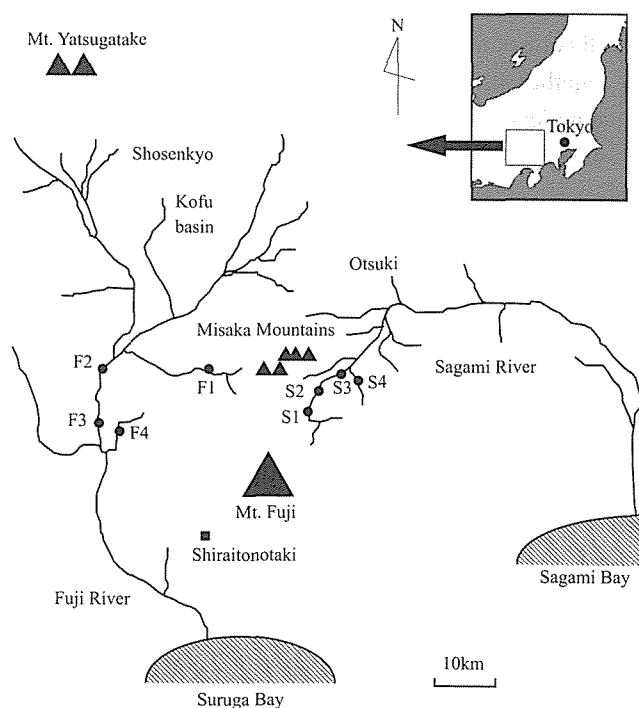 Mt. Yatsugatake
N
Tokyo
Shosenkyo
Kofu
basin
Otsuki
Misaka Mountains
Sagami River
F2
F1
S3
S4
S2
S1
F3
F4
Mt. Fuji
Shiraitonotaki
Sagami Bay
Fuji River
10km
Suruga Bay